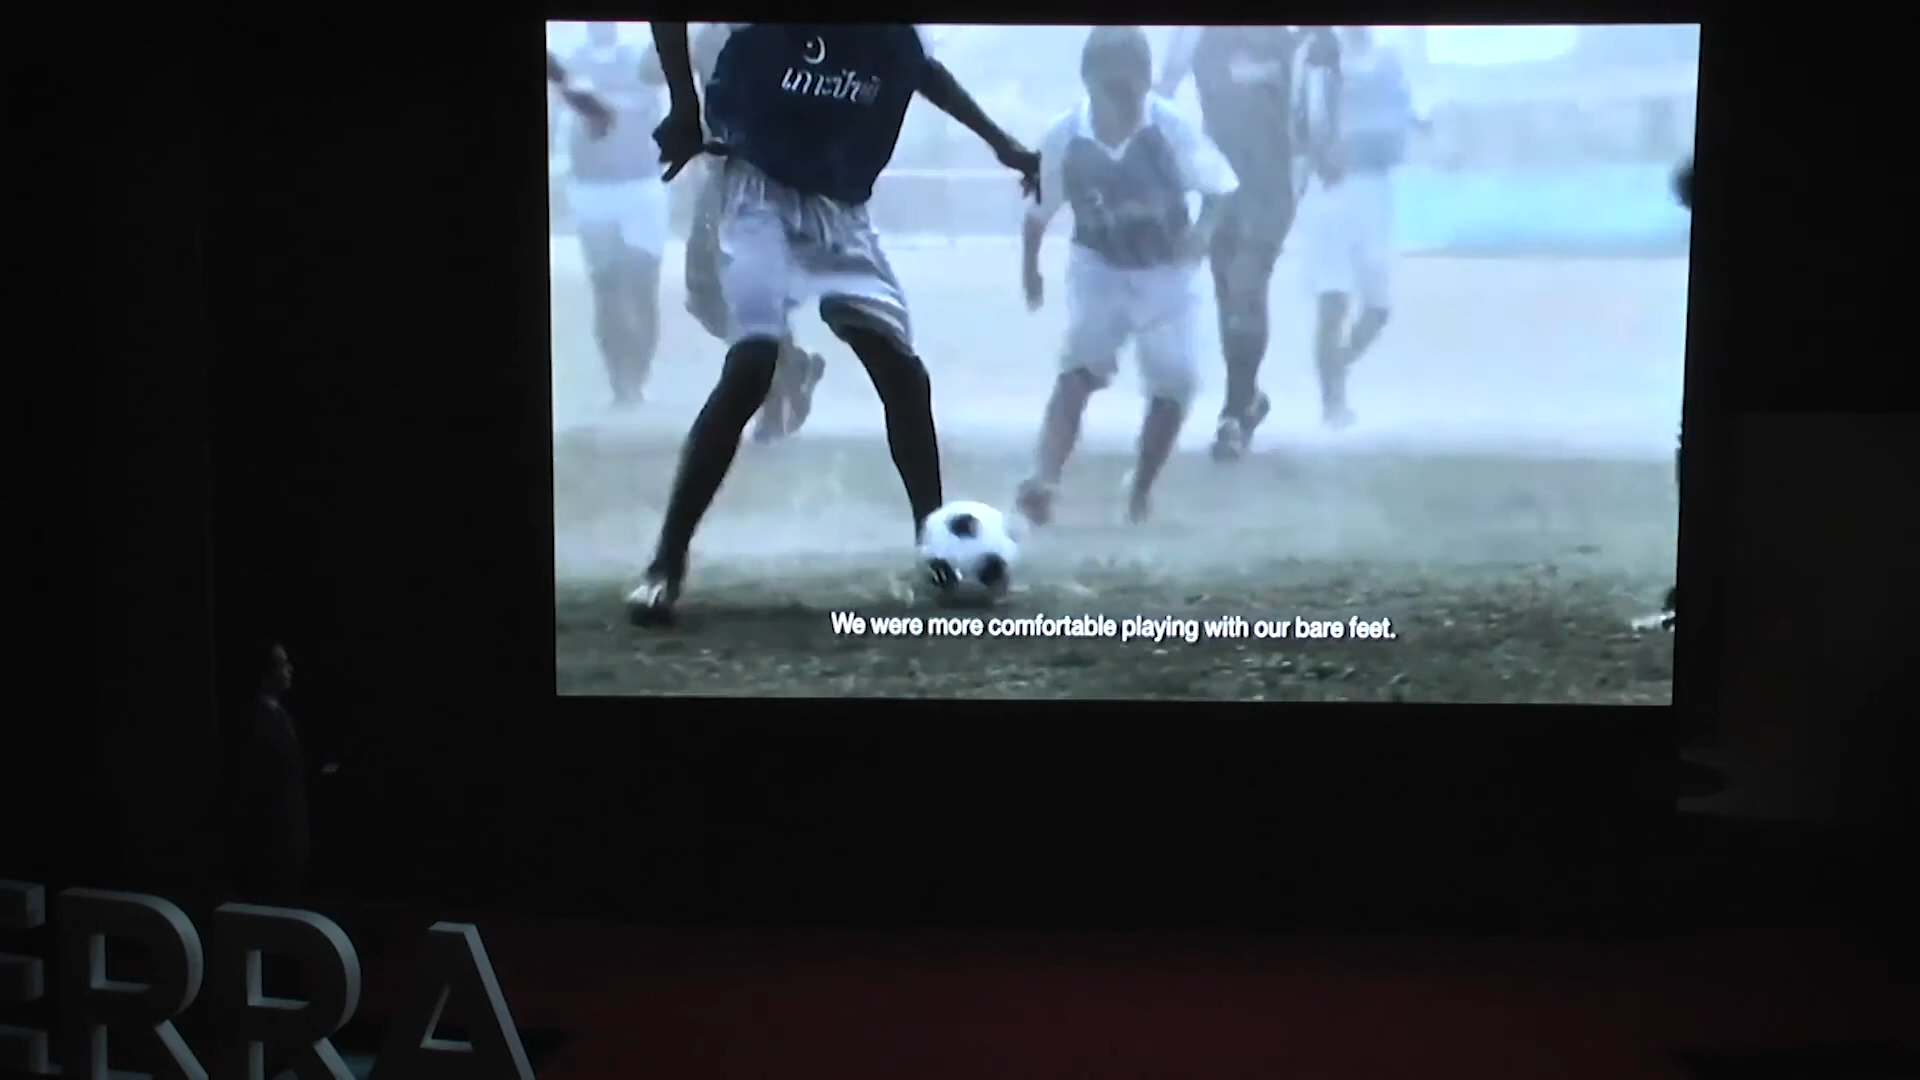 เกาะปันหยี
We were more comfortable playing with our bare feet.
ERRA